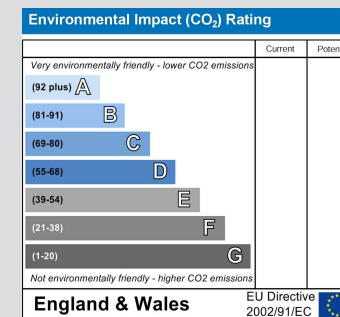 Environmental Impact (CO₂) Rating
Current Poten
Very environmentally friendly - lower CO2 emissions
(92 plus) A
(81-91) B
(69-80) C
(55-68) D
(39-54) E
(21-38) F
(1-20) G
Not environmentally friendly - higher CO2 emissions
England & Wales
EU Directive
2002/91/EC